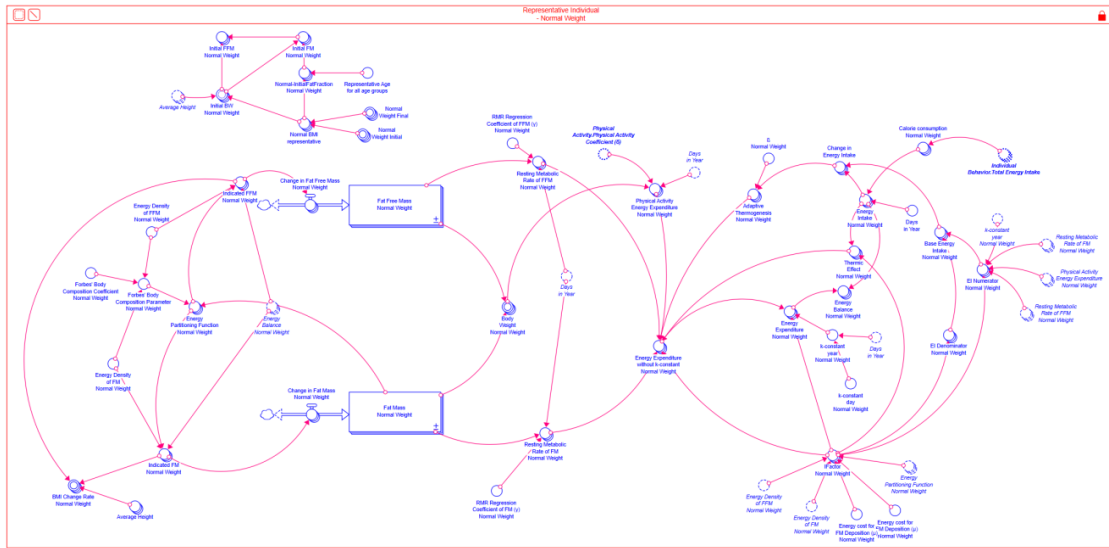 Representative Individual
- Normal Weight
Initial FFM
Normal Weight
Initial FM
Normal Weight
Normal-InitialFatFraction
Normal Weight
Representative Age
for all age groups
Average Height
Initial BW
Normal Weight
Normal
Weight Final
Normal BMI
representative
Normal
Weight Initial
RMR Regression
Coefficient of FFM (γ)
Normal Weight
Physical
Activity.Physical Activity
Coefficient (δ)
Days
in Year
Normal Weight
Calorie consumption
Normal Weight
Change in
Energy Intake
Individual
Behavior.Total Energy Intake
Resting Metabolic
Rate of FFM
Normal Weight
Physical Activity
Energy Expenditure
Normal Weight
Adaptive
Thermogenesis
Normal Weight
Energy
Intake
Normal Weight
Days
in Year
Change in Fat Free Mass
Normal Weight
Indicated FFM
Normal Weight
Fat Free Mass
Normal Weight
Energy Density
of FFM
Normal Weight
k-constant
year
Normal Weight
Base Energy
Intake
Normal Weight
Resting Metabolic
Rate of FM
Normal Weight
Thermic
Effect
Normal Weight
EI Numerator
Normal Weight
Physical Activity
Energy Expenditure
Normal Weight
Resting Metabolic
Rate of FFM
Normal Weight
Forbes' Body
Composition Coefficient
Normal Weight
Forbes' Body
Composition Parameter
Normal Weight
Energy
Partitioning Function
Normal Weight
Energy
Balance
Normal Weight
Days
in Year
Body
Weight
Normal Weight
Energy
Balance
Normal Weight
Energy
Expenditure
Normal Weight
k-constant
year
Normal Weight
Days
in Year
EI Denominator
Normal Weight
Energy Expenditure
without k-constant
Normal Weight
Energy Density
of FM
Normal Weight
k-constant
day
Normal Weight
Change in Fat Mass
Normal Weight
Fat Mass
Normal Weight
Resting Metabolic
Rate of FM
Normal Weight
Indicated FM
Normal Weight
BMI Change Rate
Normal Weight
Average Height
RMR Regression
Coefficient of FM (γ)
Normal Weight
iFactor
Normal Weight
Energy
Partitioning Function
Normal Weight
Energy Density
of FFM
Normal Weight
Energy Density
of FM
Normal Weight
Energy cost for
FM Deposition (μ)
Normal Weight
Energy cost for
Deposition (μ)
Normal Weight